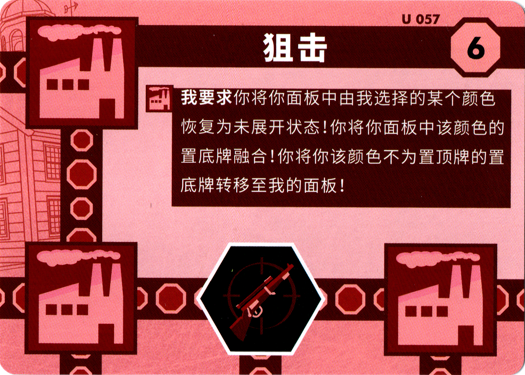 U 057
狙击
6
我要求你将你面板中由我选择的某个颜色
恢复为未展开状态！你将你面板中该颜色的
置底牌融合！你将你该颜色不为置顶牌的置
底牌转移至我的面板！